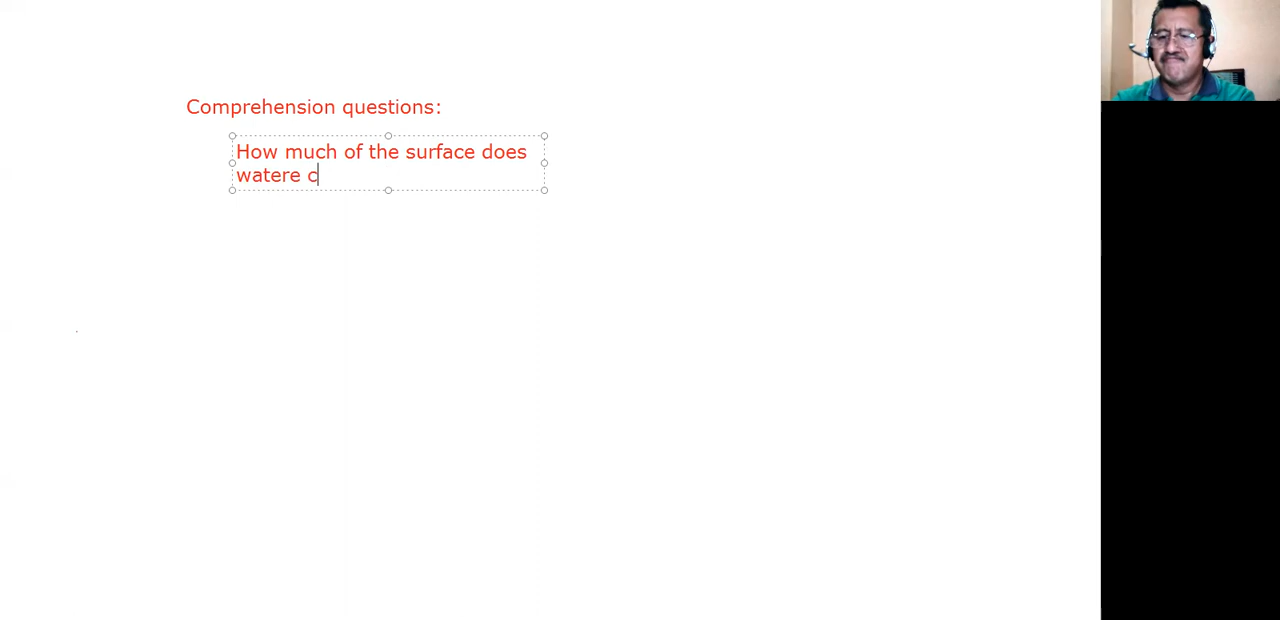 Comprehension questions:
How much of the surface does
watere c